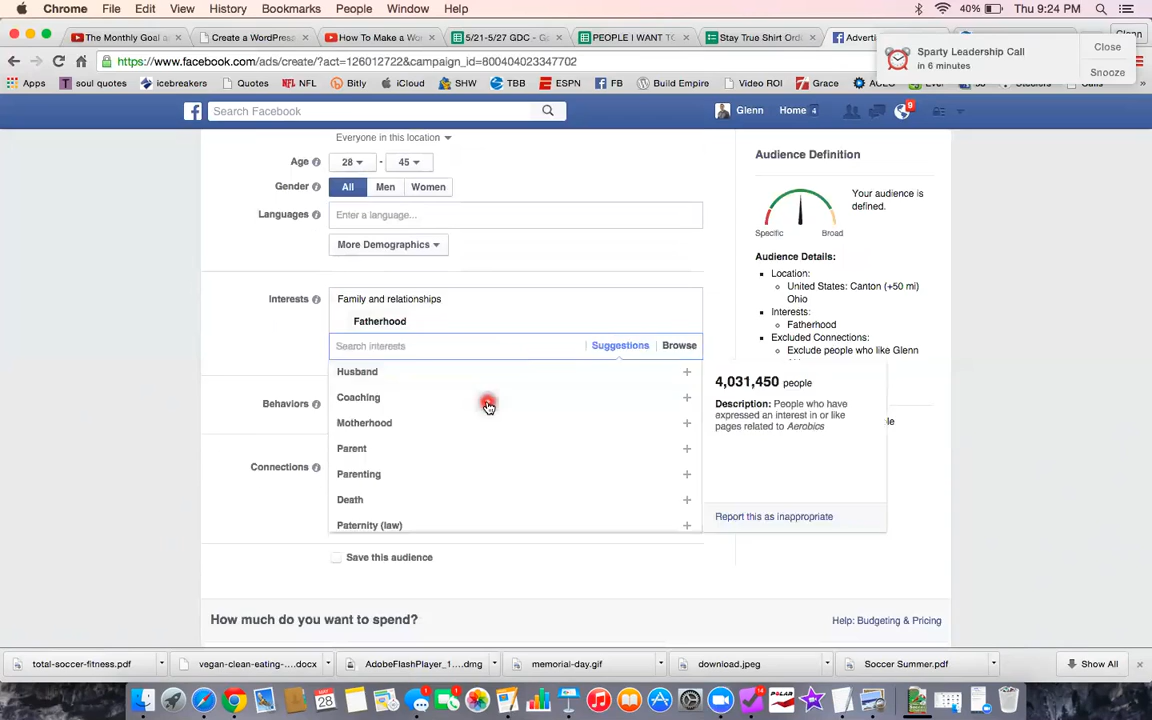 Chrome File Edit View History Bookmarks People Window Help 40% Thu 9:24 PM
The Monthly Goal a Create a WordPress How To Make a Wo 5/21-5/27 GDC - G PEOPLE I WANT T Stay True Shirt Ord Adverti Glenn
https://www.facebook.com/ads/create/?act=126012722&campaign_id=800404023347702
Sparty Leadership Call
in 6 minutes
Close
Snooze
Apps soul quotes icebreakers Quotes NFL Bitly iCloud SHW TBB ESPN FB Build Empire Video ROI Grace
Search Facebook Glenn Home 4 9
Everyone in this location
Age 28 - 45
Gender All Men Women
Languages Enter a language...
More Demographics
Interests Family and relationships
Fatherhood
Search interests Suggestions Browse
Husband +
Coaching +
Motherhood +
Parent +
Parenting +
Death +
Paternity (law) +
Behaviors
Connections
4,031,450 people
Description: People who have
expressed an interest in or like
pages related to Aerobics
Report this as inappropriate
Audience Definition
Your audience is
defined.
Specific Broad
Audience Details:
Location:
United States: Canton (+50 mi)
Ohio
Interests:
Fatherhood
Excluded Connections:
Exclude people who like Glenn
Save this audience
How much do you want to spend? Help: Budgeting & Pricing
total-soccer-fitness.pdf vegan-clean-eating-....docx AdobeFlashPlayer_1....dmg memorial-day.gif download.jpeg Soccer Summer.pdf Show All